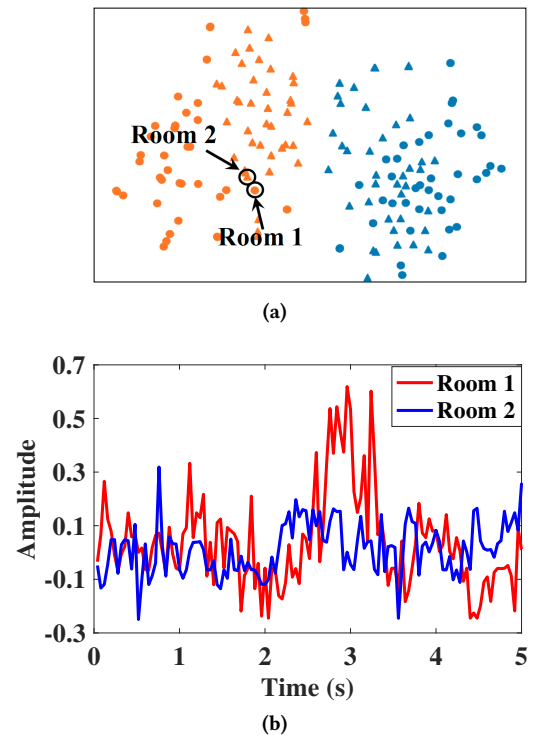 Room 2
Room 1
(a)
0.7
0.5
0.3
0.1
-0.1
-0.3
Amplitude
Room 1
Room 2
0 1 2 3 4 5
Time (s)
(b)